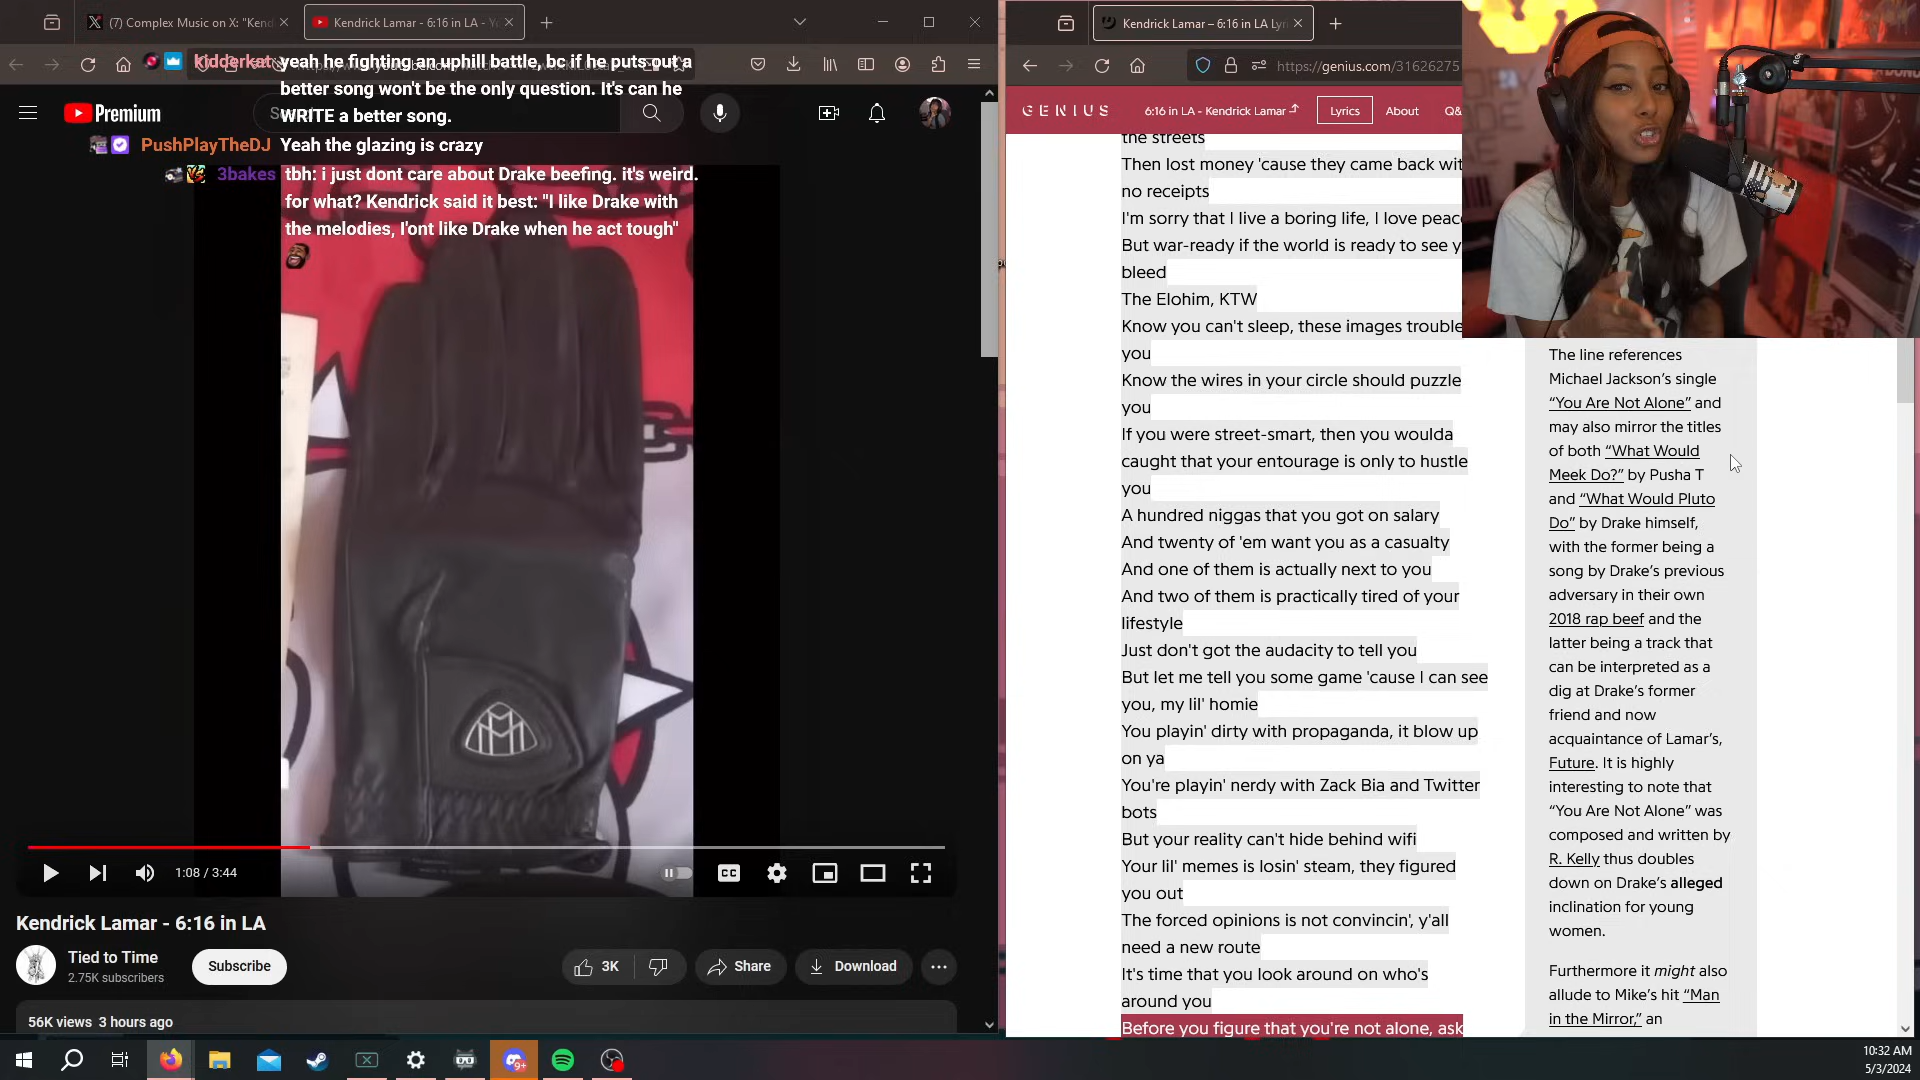 (7) Complex Music on X: "Kend
Kendrick Lamar - 6:16 in LA - Yo
Kendrick Lamar – 6:16 in LA Lyri
kidderkat yeah he fighting an uphill battle, bc if he puts out a
better song won't be the only question. It's can he
WRITE a better song.
PushPlayTheDJ Yeah the glazing is crazy
3bakes tbh: i just dont care about Drake beefing. it's weird.
for what? Kendrick said it best: "I like Drake with
the melodies, I'ont like Drake when he act tough"
Premium
1:08 / 3:44
CC
Kendrick Lamar - 6:16 in LA
Tied to Time
2.75K subscribers
Subscribe
3K
Share
Download
56K views 3 hours ago
https://genius.com/31626275
GENIUS
6:16 in LA - Kendrick Lamar
Lyrics
About
Q&
the streets
Then lost money 'cause they came back wit
no receipts
I'm sorry that I live a boring life, I love peac
But war-ready if the world is ready to see y
bleed
The Elohim, KTW
Know you can't sleep, these images trouble
you
Know the wires in your circle should puzzle
you
If you were street-smart, then you woulda
caught that your entourage is only to hustle
you
A hundred niggas that you got on salary
And twenty of 'em want you as a casualty
And one of them is actually next to you
And two of them is practically tired of your
lifestyle
Just don't got the audacity to tell you
But let me tell you some game 'cause I can see
you, my lil' homie
You playin' dirty with propaganda, it blow up
on ya
You're playin' nerdy with Zack Bia and Twitter
bots
But your reality can't hide behind wifi
Your lil' memes is losin' steam, they figured
you out
The forced opinions is not convincin', y'all
need a new route
It's time that you look around on who's
around you
Before you figure that you're not alone, ask
The line references
Michael Jackson's single
“You Are Not Alone” and
may also mirror the titles
of both “What Would
Meek Do?” by Pusha T
and “What Would Pluto
Do” by Drake himself,
with the former being a
song by Drake's previous
adversary in their own
2018 rap beef and the
latter being a track that
can be interpreted as a
dig at Drake's former
friend and now
acquaintance of Lamar's,
Future. It is highly
interesting to note that
“You Are Not Alone” was
composed and written by
R. Kelly thus doubles
down on Drake's alleged
inclination for young
women.
Furthermore it might also
allude to Mike's hit “Man
in the Mirror,” an
10:32 AM
5/3/2024